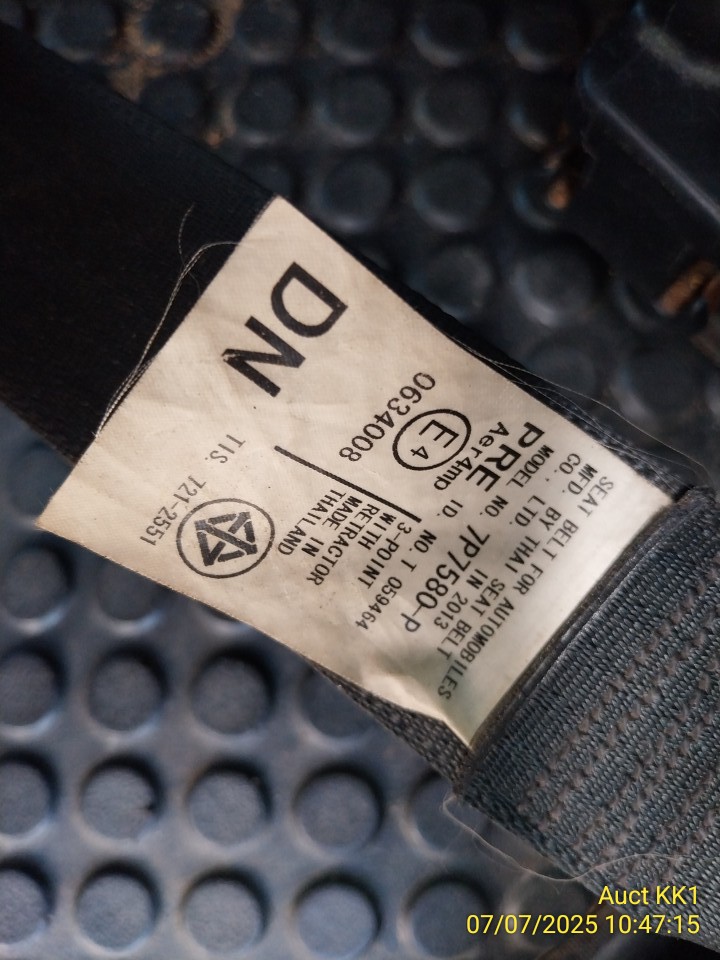 SEAT BELT FOR AUTOMOBILES
MFD. BY THAI SEAT BELT
CO., LTD. IN 2013
MODEL NO. 7P7580-P
PRE ID. NO. T 059464
Aer4mp
E4
0634008
3-POINT
WITH
RETRACTOR
MADE IN
THAILAND
DN
TIS. 721-2551
Auct KK1
07/07/2025 10:47:15